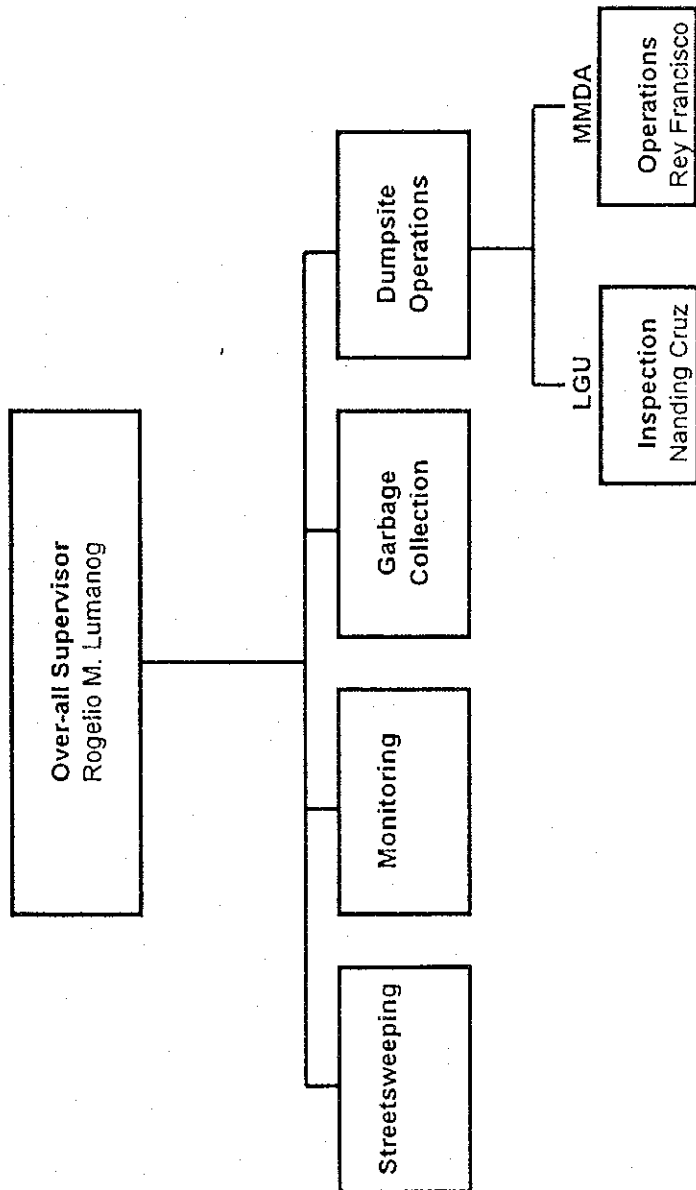 Over-all Supervisor
Rogelio M. Lumanog
Streetsweeping
Monitoring
Garbage
Collection
Dumpsite
Operations
LGU
MMDA
Inspection
Nanding Cruz
Operations
Rey Francisco